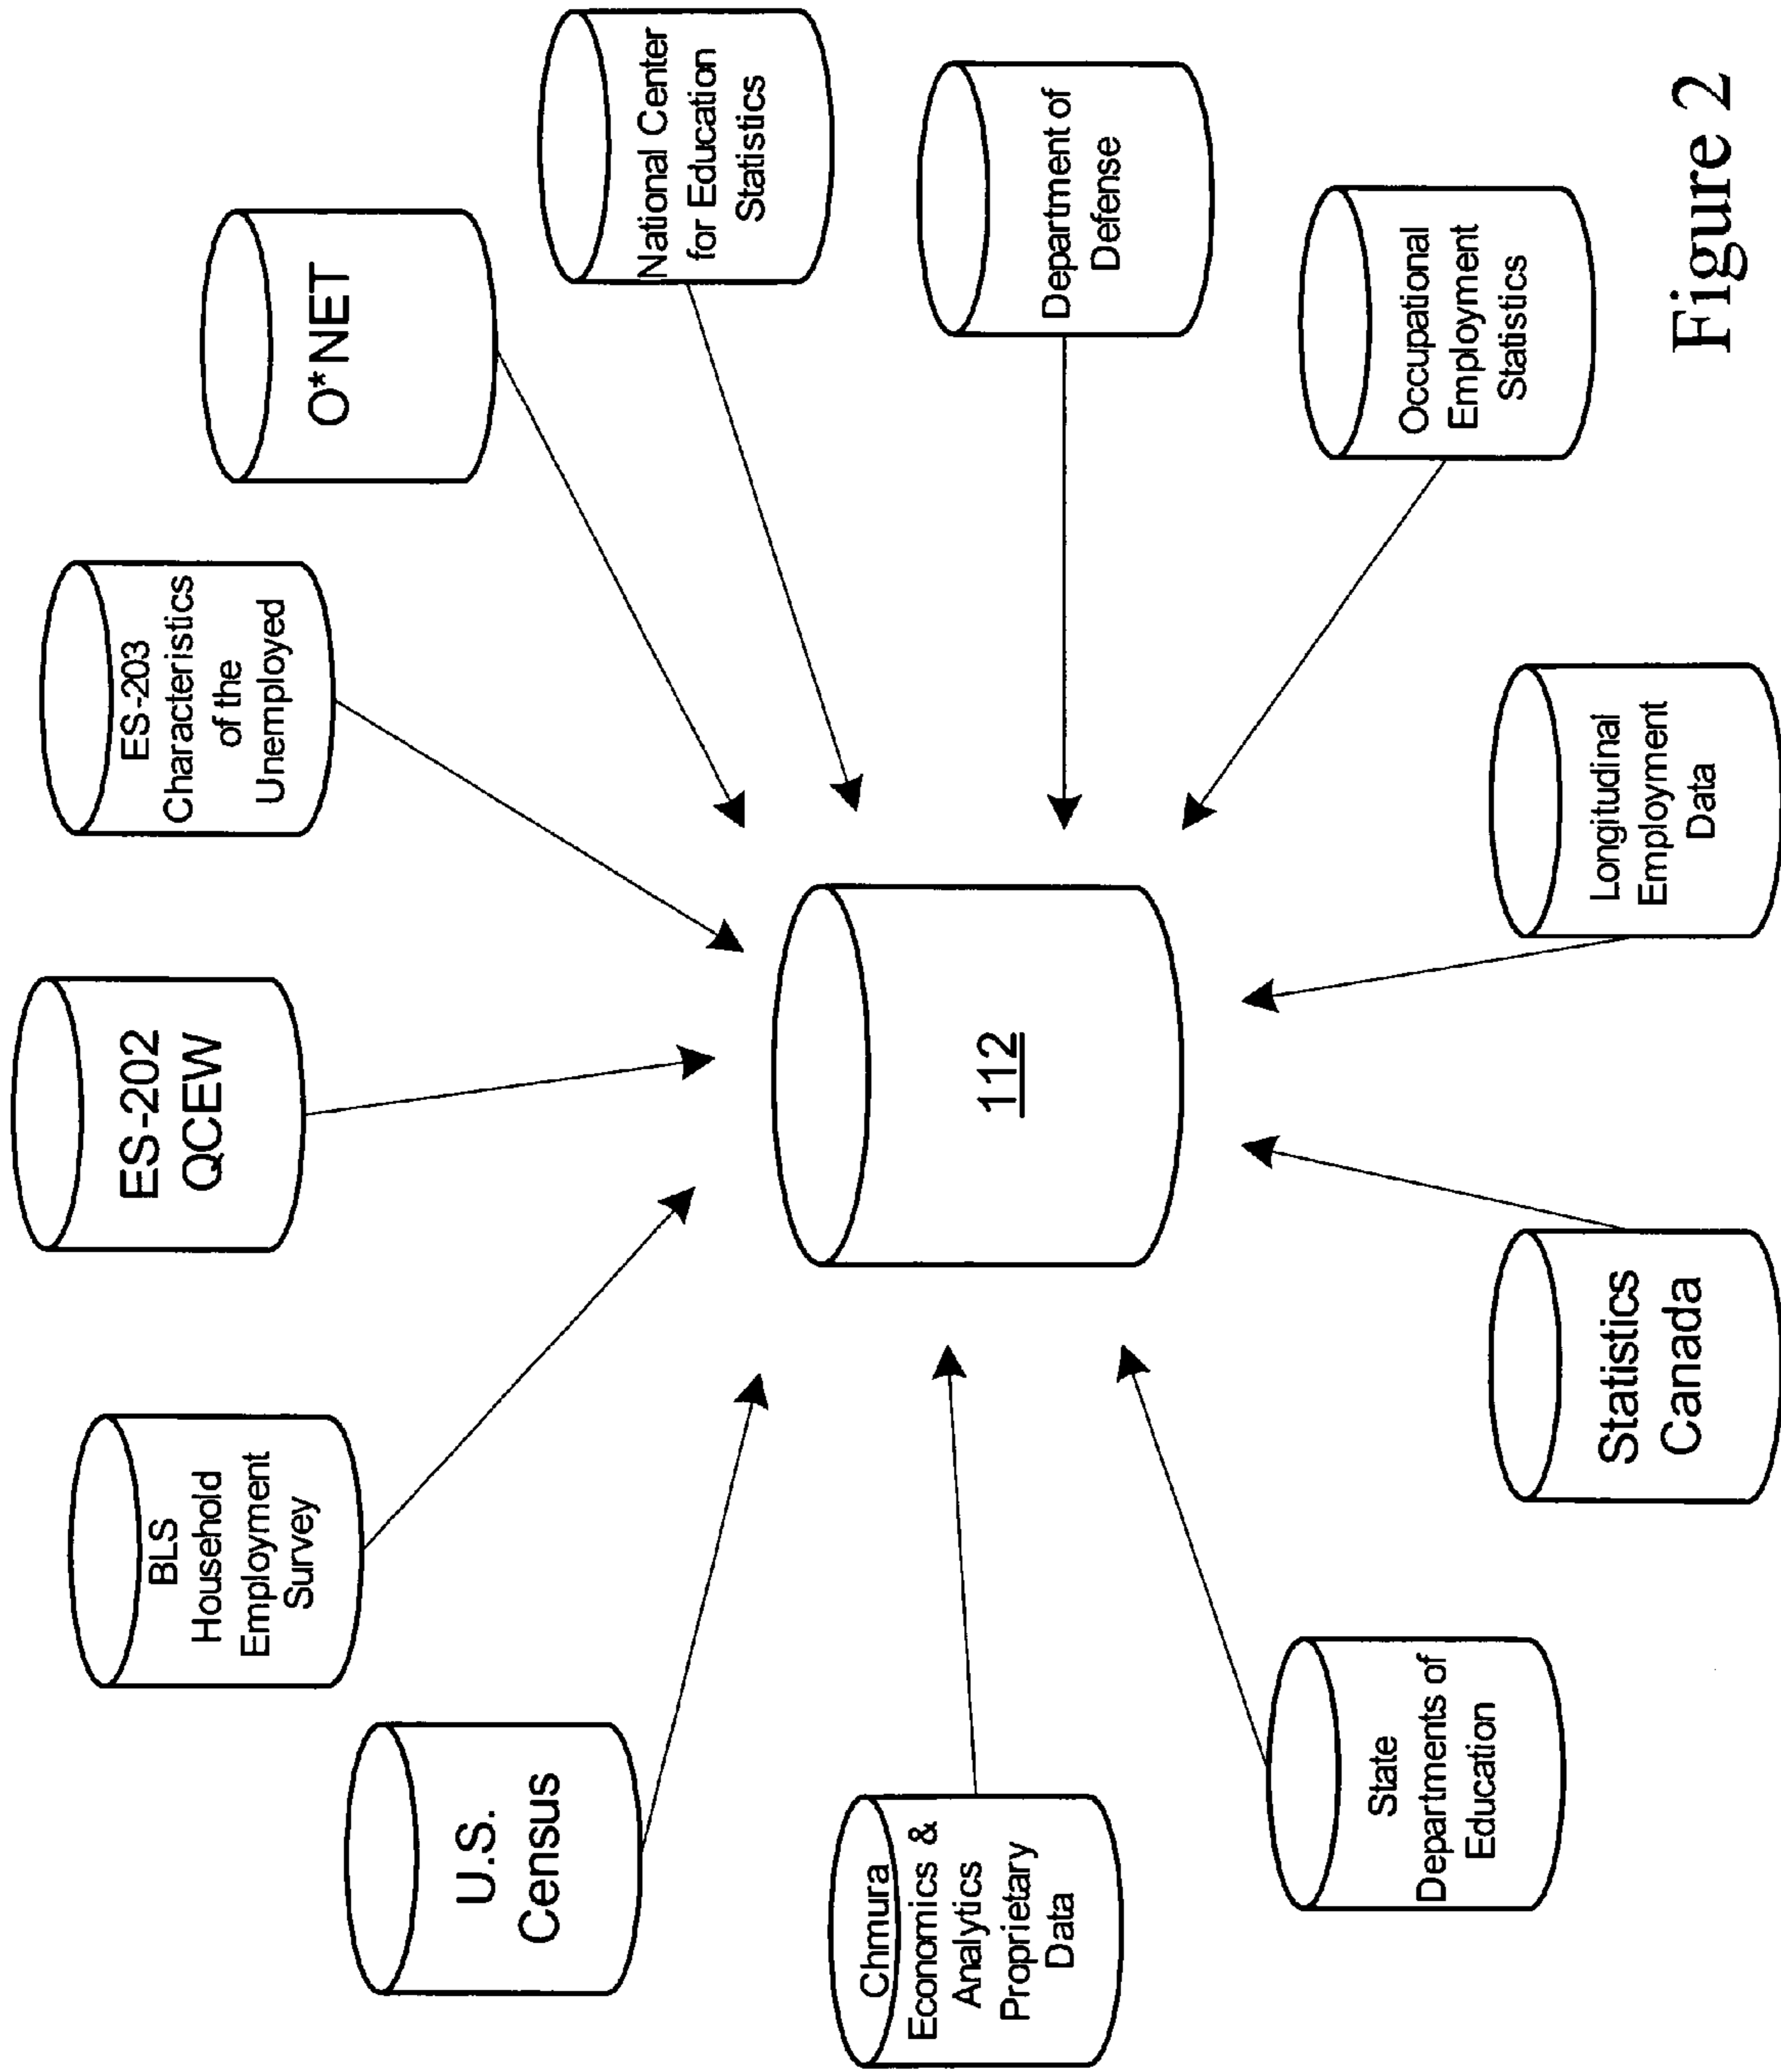 ES-202
QCEW
BLS
Household
Employment
Survey
ES-203
Characteristics
of the
Unemployed
U.S.
Census
O*NET
Chmura
Economics &
Analytics
Proprietary
Data
112
National Center
for Education
Statistics
Department of
Defense
State
Departments of
Education
Occupational
Employment
Statistics
Statistics
Canada
Longitudinal
Employment
Data
Figure 2